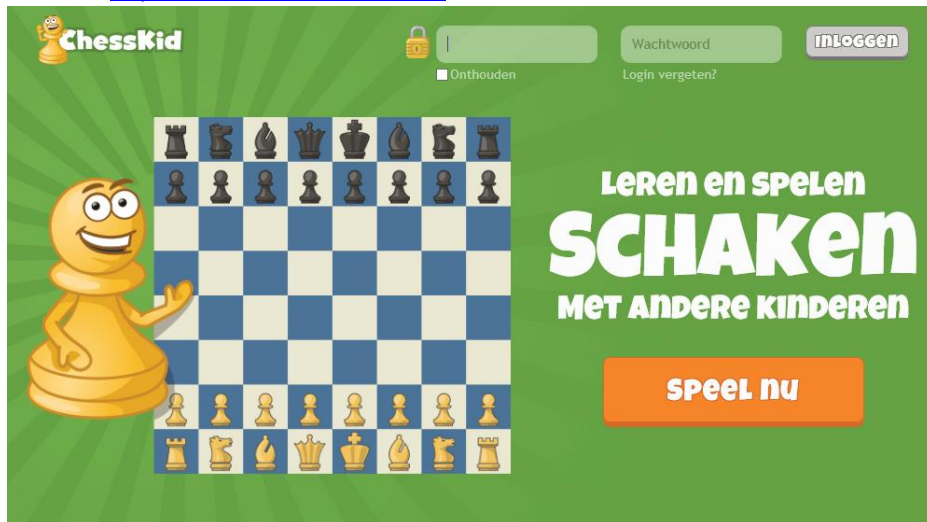 ChessKid
Wachtwoord
Inloggen
Onthouden
Login vergeten?
Leren en spelen
SCHAKen
Met andere kinderen
Speel nu